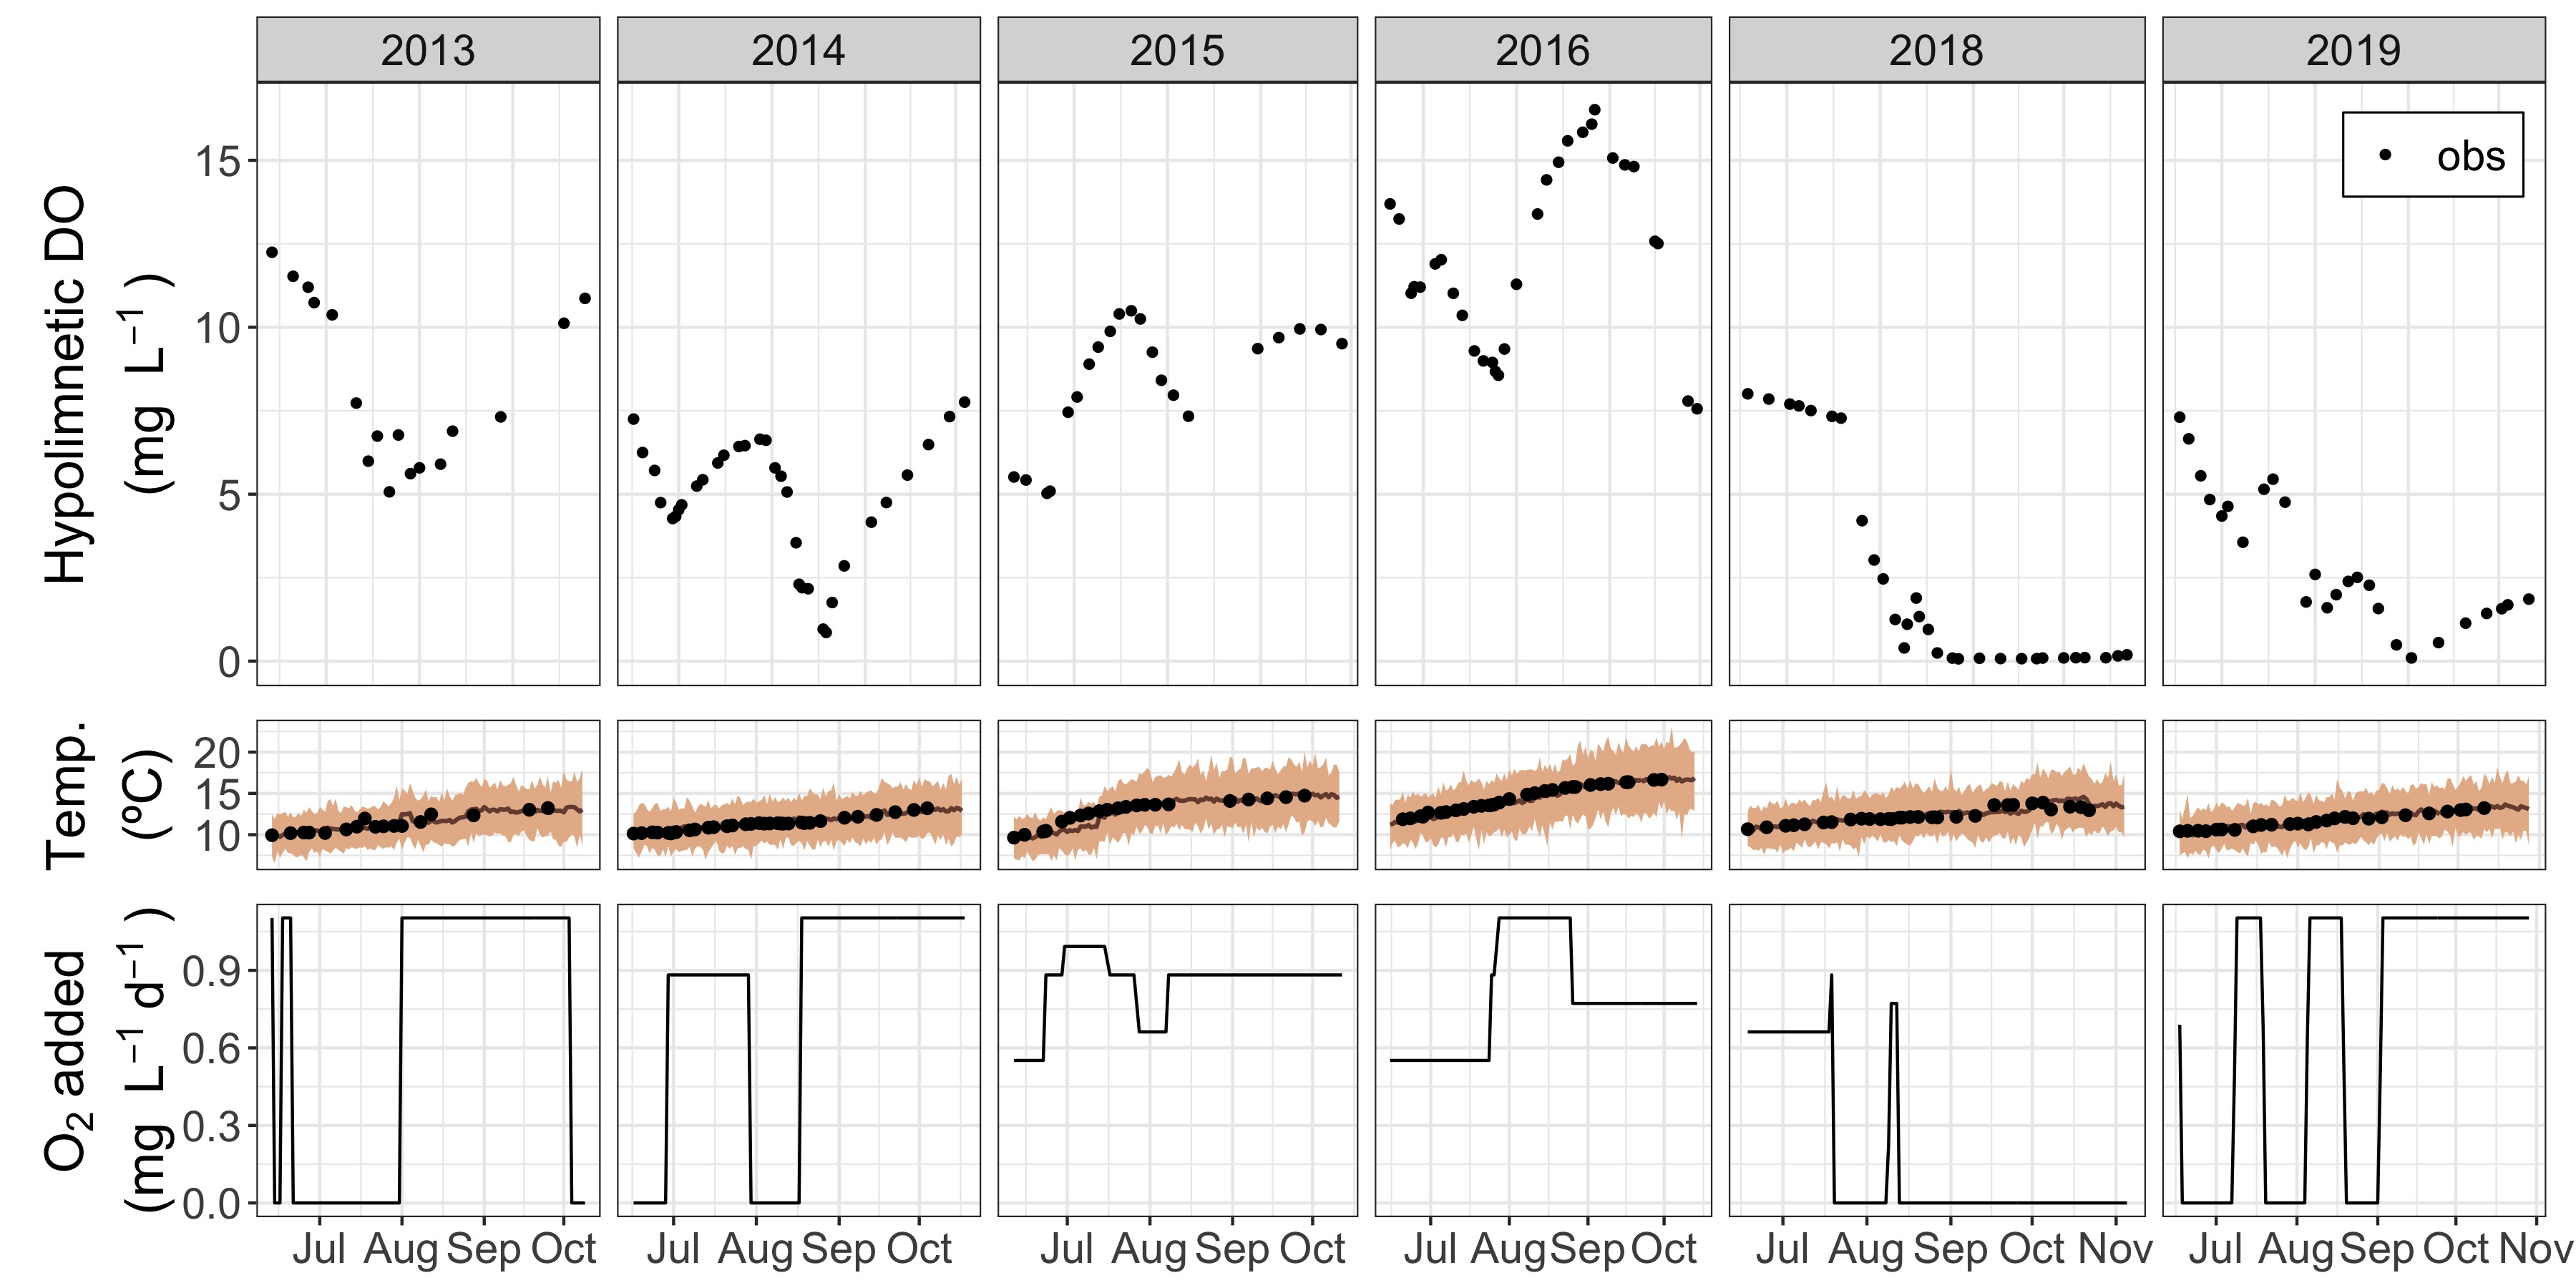 2013 2014 2015 2016 2018 2019
Hypolimnetic DO
(mg L⁻¹ )
15
10
5
0
obs
Temp.
(ºC)
20
15
10
O₂ added
(mg L⁻¹ d⁻¹ )
0.9
0.6
0.3
0.0
Jul Aug Sep Oct Jul Aug Sep Oct Jul Aug Sep Oct Jul Aug Sep Oct Jul Aug Sep Oct Nov Jul Aug Sep Oct Nov